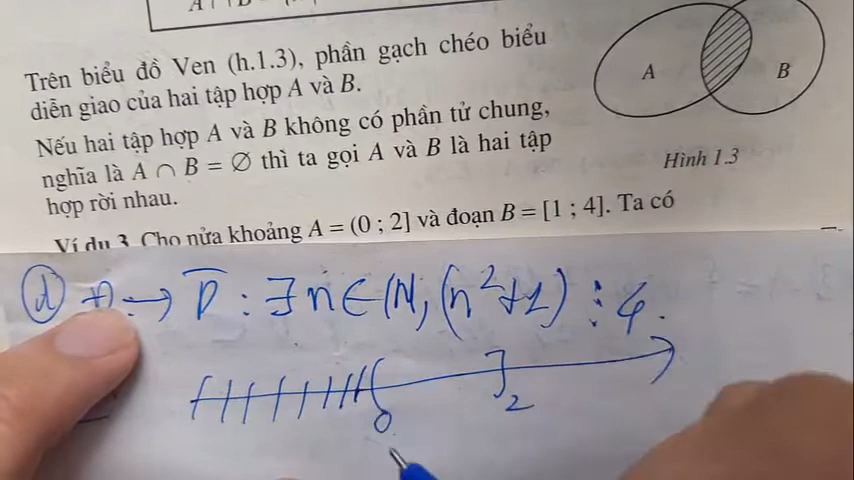 Trên biểu đồ Ven (h.1.3), phần gạch chéo biểu
diễn giao của hai tập hợp A và B.
Nếu hai tập hợp A và B không có phần tử chung,
nghĩa là A ∩ B = ∅ thì ta gọi A và B là hai tập
hợp rời nhau.
A
B
Hình 1.3
Ví dụ 3. Cho nửa khoảng A = (0 ; 2] và đoạn B = [1 ; 4]. Ta có
: ∃ n ∈ N, (n² + 1) ⋮ 4.
0
2